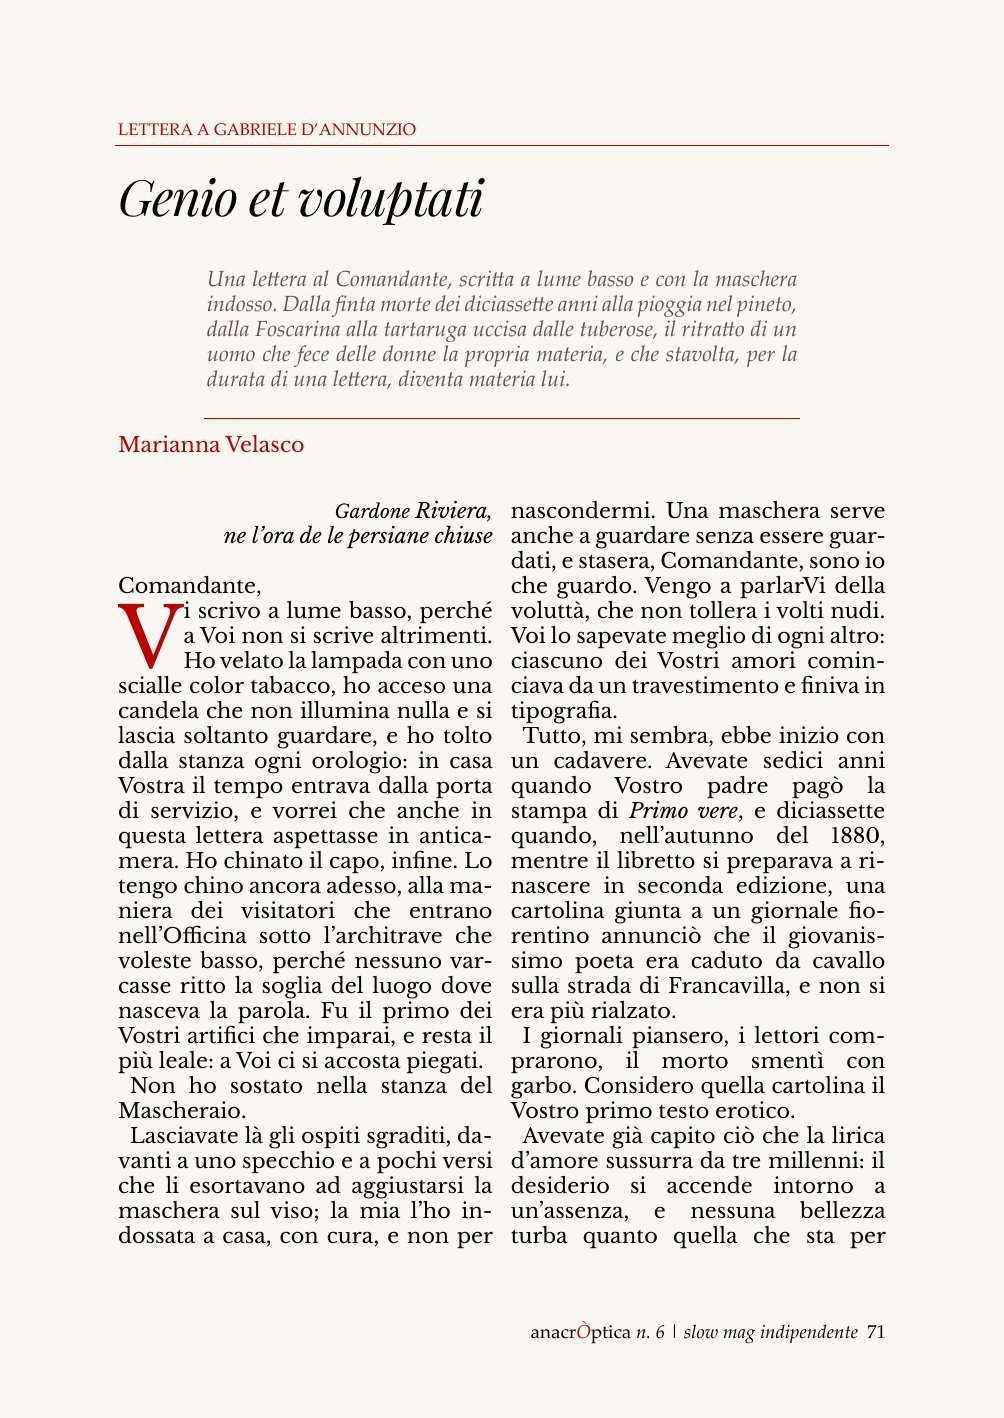 LETTERA A GABRIELE D’ANNUNZIO
Genio et voluptati
Una lettera al Comandante, scritta a lume basso e con la maschera
indosso. Dalla finta morte dei diciassette anni alla pioggia nel pineto,
dalla Foscarina alla tartaruga uccisa dalle tuberose, il ritratto di un
uomo che fece delle donne la propria materia, e che stavolta, per la
durata di una lettera, diventa materia lui.
Marianna Velasco
Gardone Riviera,
ne l’ora de le persiane chiuse
Comandante,
Vi scrivo a lume basso, perché
a Voi non si scrive altrimenti.
Ho velato la lampada con uno
scialle color tabacco, ho acceso una
candela che non illumina nulla e si
lascia soltanto guardare, e ho tolto
dalla stanza ogni orologio: in casa
Vostra il tempo entrava dalla porta
di servizio, e vorrei che anche in
questa lettera aspettasse in antica-
mera. Ho chinato il capo, infine. Lo
tengo chino ancora adesso, alla ma-
niera dei visitatori che entrano
nell’Officina sotto l’architrave che
voleste basso, perché nessuno var-
casse ritto la soglia del luogo dove
nasceva la parola. Fu il primo dei
Vostri artifici che imparai, e resta il
più leale: a Voi ci si accosta piegati.
Non ho sostato nella stanza del
Mascheraio.
Lasciavate là gli ospiti sgraditi, da-
vanti a uno specchio e a pochi versi
che li esortavano ad aggiustarsi la
maschera sul viso; la mia l’ho in-
dossata a casa, con cura, e non per
nascondermi. Una maschera serve
anche a guardare senza essere guar-
dati, e stasera, Comandante, sono io
che guardo. Vengo a parlarVi della
voluttà, che non tollera i volti nudi.
Voi lo sapevate meglio di ogni altro:
ciascuno dei Vostri amori comin-
ciava da un travestimento e finiva in
tipografia.
Tutto, mi sembra, ebbe inizio con
un cadavere. Avevate sedici anni
quando Vostro padre pagò la
stampa di Primo vere, e diciassette
quando, nell’autunno del 1880,
mentre il libretto si preparava a ri-
nascere in seconda edizione, una
cartolina giunta a un giornale fio-
rentino annunciò che il giovanis-
simo poeta era caduto da cavallo
sulla strada di Francavilla, e non si
era più rialzato.
I giornali piansero, i lettori com-
prarono, il morto smentì con
garbo. Considero quella cartolina il
Vostro primo testo erotico.
Avevate già capito ciò che la lirica
d’amore sussurra da tre millenni: il
desiderio si accende intorno a
un’assenza, e nessuna bellezza
turba quanto quella che sta per
anacrÒptica n. 6 | slow mag indipendente 71